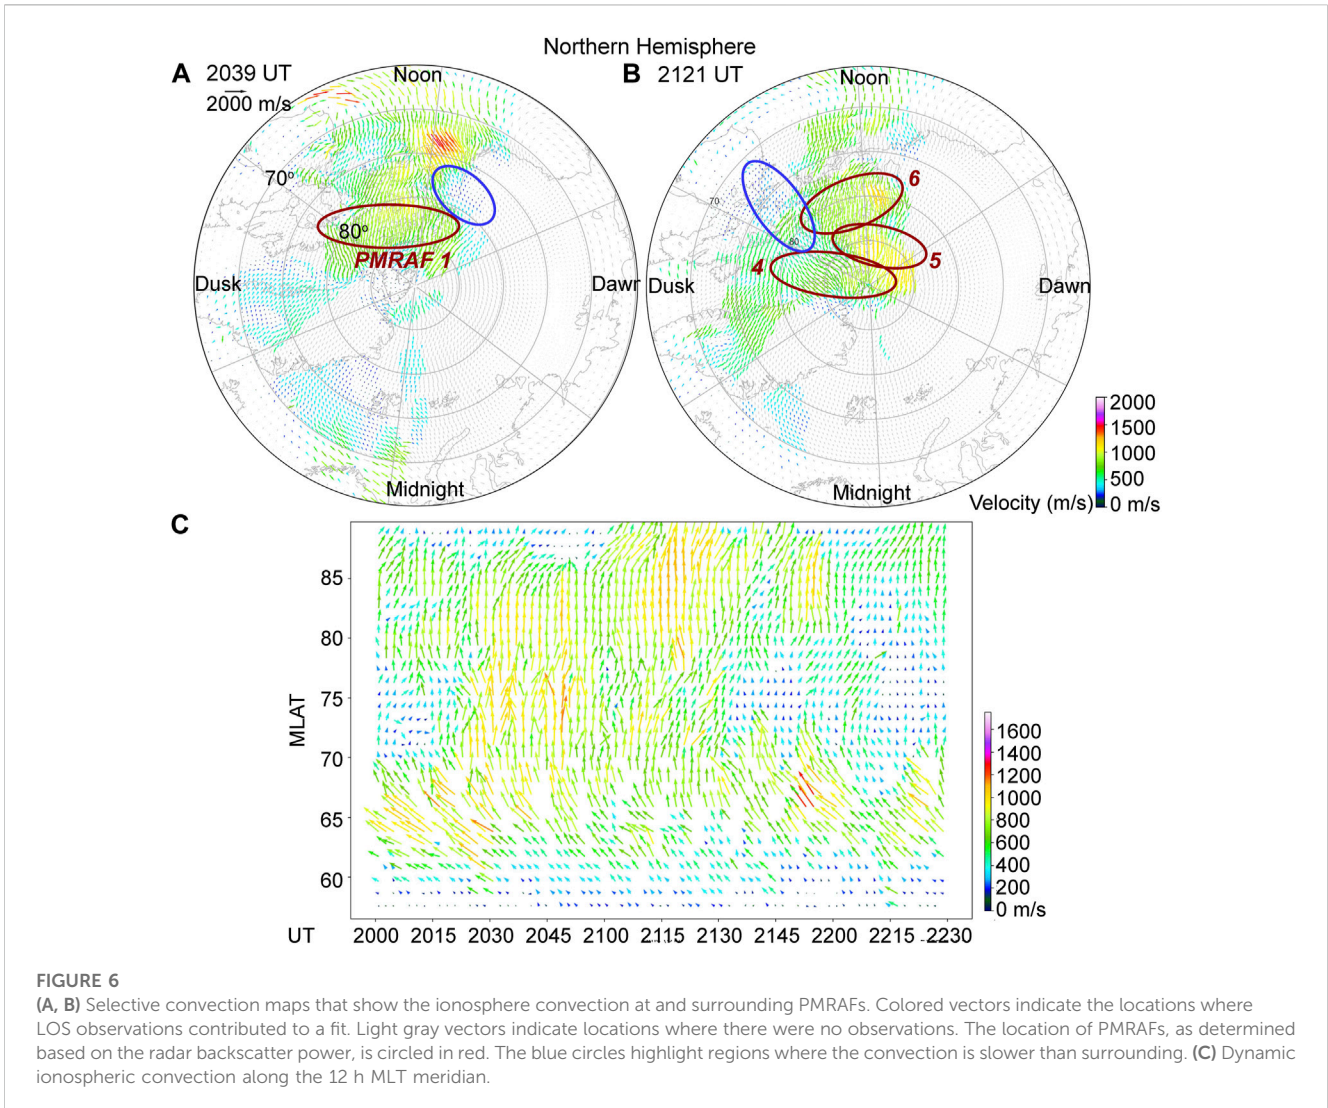 Northern Hemisphere
A 2039 UT
2000 m/s
Noon
70º
80º
PMRAF 1
Dusk
Dawn
Midnight
B 2121 UT
Noon
70
80
6
5
4
Dusk
Dawn
Midnight
2000
1500
1000
500
Velocity (m/s) 0 m/s
C
85
80
75
70
65
60
MLAT
1600
1400
1200
1000
800
600
400
200
0 m/s
UT 2000 2015 2030 2045 2100 2115 2130 2145 2200 2215 2230
FIGURE 6
(A, B) Selective convection maps that show the ionosphere convection at and surrounding PMRAFs. Colored vectors indicate the locations where
LOS observations contributed to a fit. Light gray vectors indicate locations where there were no observations. The location of PMRAFs, as determined
based on the radar backscatter power, is circled in red. The blue circles highlight regions where the convection is slower than surrounding. (C) Dynamic
ionospheric convection along the 12 h MLT meridian.